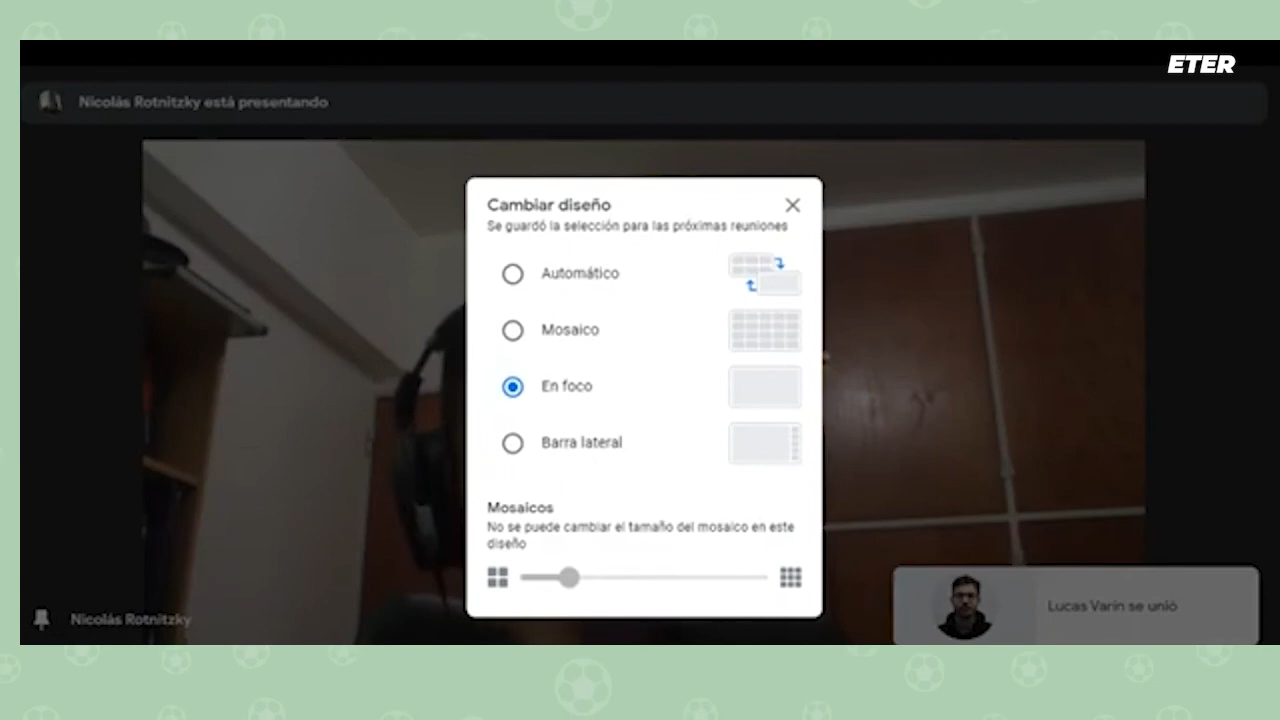 ETER
Nicolás Rotnitzky está presentando
Cambiar diseño
Se guardó la selección para las próximas reuniones
Automático
Mosaico
En foco
Barra lateral
Mosaicos
No se puede cambiar el tamaño del mosaico en este
diseño
Nicolás Rotnitzky
Lucas Varin se unió